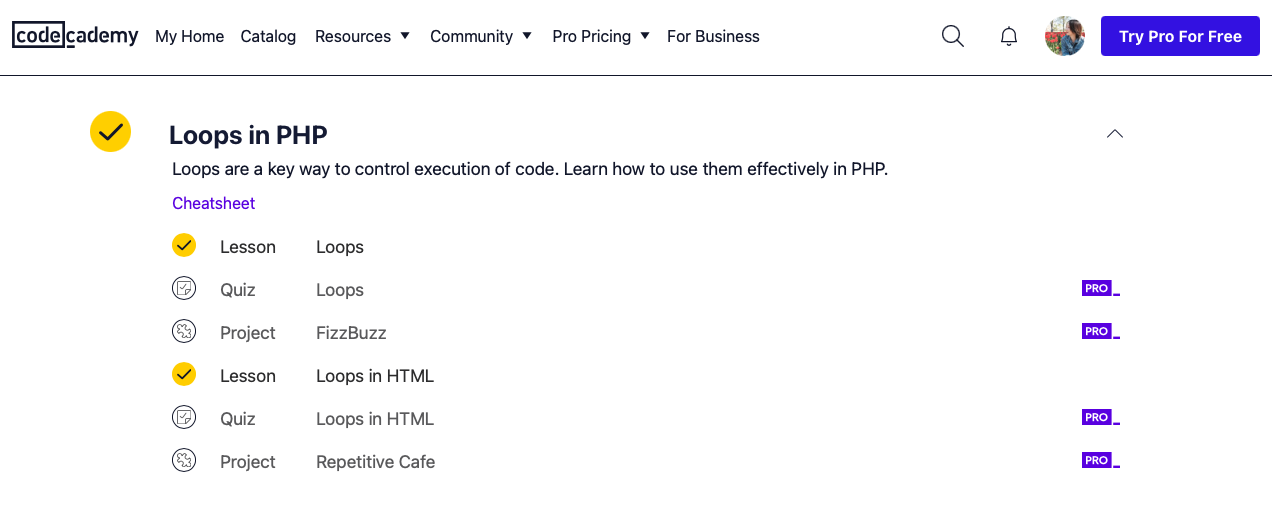 codecademy My Home Catalog Resources Community Pro Pricing For Business Try Pro For Free
Loops in PHP
Loops are a key way to control execution of code. Learn how to use them effectively in PHP.
Cheatsheet
Lesson Loops
Quiz Loops PRO
Project FizzBuzz PRO
Lesson Loops in HTML
Quiz Loops in HTML PRO
Project Repetitive Cafe PRO